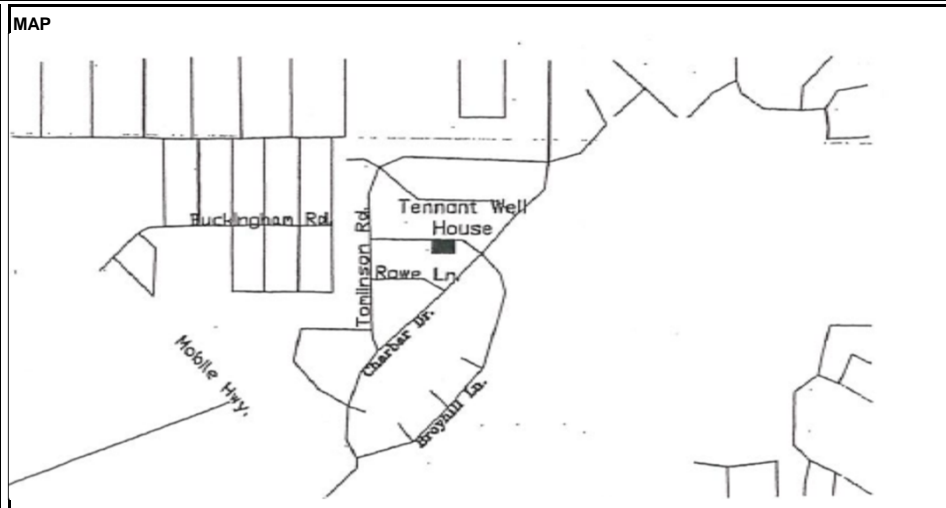 MAP
Tennant Well
House
Buckingham Rd.
Tomlinson Rd.
Rowe Ln.
Charbar Dr.
Mobile Hwy.
Broyhill Ln.